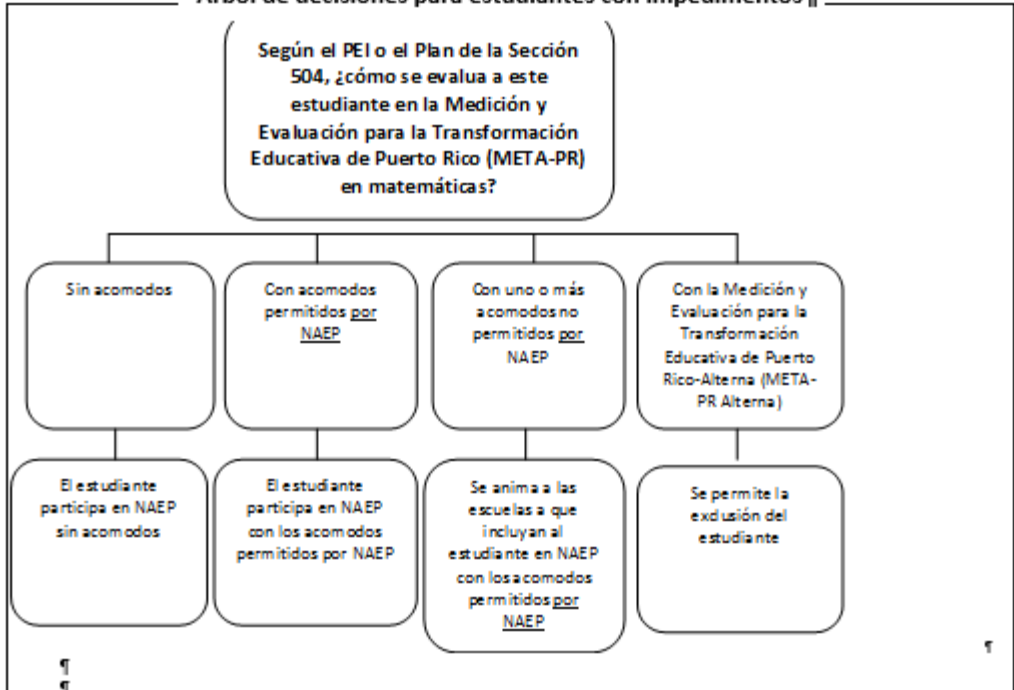 Árbol de decisiones para estudiantes con impedimentos¶
Según el PEI o el Plan de la Sección
504, ¿cómo se evalua a este
estudiante en la Medición y
Evaluación para la Transformación
Educativa de Puerto Rico (META-PR)
en matemáticas?
Sin acomodos
Con acomodos
permitidos por
NAEP
Con uno o más
acomodos no
permitidos por
NAEP
Con la Medición y
Evaluación para la
Transformación
Educativa de Puerto
Rico-Alterna (META-
PR Alterna)
El estudiante
participa en NAEP
sin acomodos
El estudiante
participa en NAEP
con los acomodos
permitidos por NAEP
Se anima a las
escuelas a que
incluyan al
estudiante en NAEP
con los acomodos
permitidos por
NAEP
Se permite la
exclusión del
estudiante
¶
¶
¶